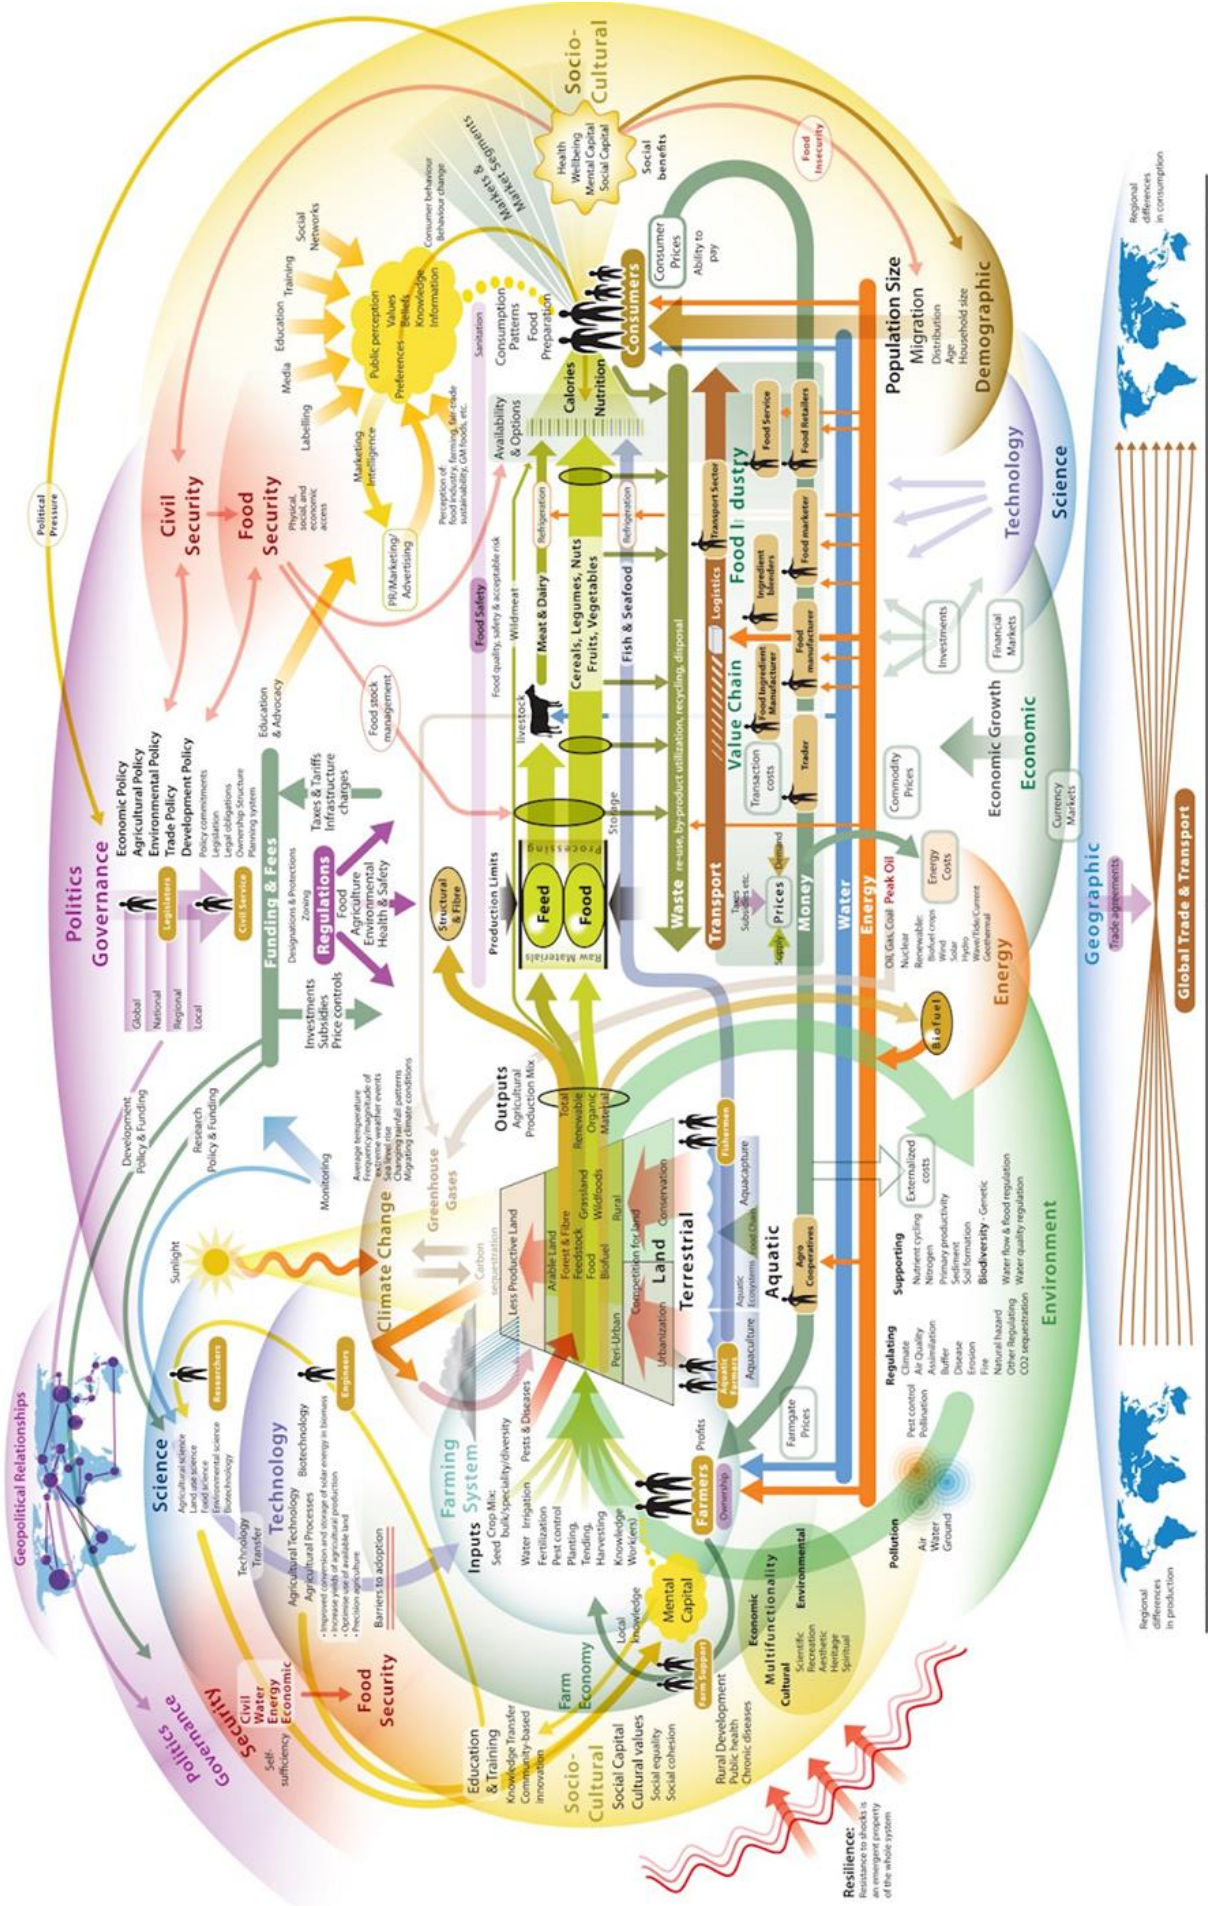 Geopolitical Relationships
Politics
Governance
Security
Civil
Water
Energy
Economic
Self-
sufficiency
Food
Security
Science
Agricultural science
Land use science
Food science
Environmental science
Biotechnology
Researchers
Technology
Transfer
Technology
Biotechnology
Engineers
Agricultural Technology
Agricultural Processes
• Improved conversion and storage of solar energy in biomass
• Increase yields of agricultural production
• Optimise use of available land
• Precision agriculture
Barriers to adoption
Education
& Training
Knowledge Transfer
Community-based
innovation
Socio-
Cultural
Social Capital
Cultural values
Social equality
Social cohesion
Rural Development
Public health
Chronic diseases
Farm
Economy
Local
knowledge
Mental
Capital
Farm Support
Economic
Multifunctionality
Cultural
Environmental
Scientific
Recreation
Aesthetic
Heritage
Spiritual
Resilience:
Resistance to shocks is
an emergent property
of the whole system
Sunlight
Climate Change
Average temperature
Frequency/magnitude of
extreme weather events
Sea level rise
Changing rainfall patterns
Migrating climate conditions
Greenhouse
Gases
Carbon
sequestration
Monitoring
Development
Policy & Funding
Research
Policy & Funding
Farming
System
Inputs
Seed Crop Mix:
bulk/speciality/diversity
Water Irrigation
Fertilization
Pest control
Planting,
Tending,
Harvesting
Knowledge
Work(ers)
Pests & Diseases
Less Productive Land
Arable Land
Forest & Fibre
Feedstock
Food
Biofuel
Grassland
Wildfoods
Peri-Urban
Rural
Competition for land
Urbanization
Land
Conservation
Terrestrial
Aquatic
Farmers
Aquatic
Ecosystems Food Chain
Aquaculture
Aquacapture
Fishermen
Aquatic
Farmers
Ownership
Profits
Farmgate
Prices
Agro
Cooperatives
Externalized
costs
Outputs
Agricultural
Production Mix
Total
Renewable
Organic
Material
Structural
& Fibre
Biofuel
Pollution
Air
Water
Ground
Pest control
Pollination
Regulating
Climate
Air Quality
Assimilation
Buffer
Disease
Erosion
Fire
Natural hazard
Other Regulating
CO2 sequestration
Supporting
Nutrient cycling
Nitrogen
Primary productivity
Sediment
Soil formation
Biodiversity - Genetic
Water flow & flood regulation
Water quality regulation
Environment
Politics
Governance
Global
National
Regional
Local
Legislators
Civil Service
Economic Policy
Agricultural Policy
Environmental Policy
Trade Policy
Development Policy
Policy commitments
Legislation
Legal obligations
Ownership Structure
Planning system
Funding & Fees
Investments
Subsidies
Price controls
Designations & Protections
Zoning
Regulations
Food
Agriculture
Environmental
Health & Safety
Taxes & Tariffs
Infrastructure
charges
Education
& Advocacy
Political
Pressure
Civil
Security
Food
Security
Physical,
social, and
economic
access
Food stock
management
Production Limits
Raw Materials
Feed
Food
Processing
Storage
livestock
Food Safety
Food quality, safety & acceptable risk
Wildmeat
Meat & Dairy
Cereals, Legumes, Nuts
Fruits, Vegetables
Fish & Seafood
Refrigeration
Refrigeration
Availability
& Options
Calories
Nutrition
Sanitation
Consumption
Patterns
Food
Preparation
Consumers
Labelling
Media
Education
Training
Social
Networks
Public perception
Values
Preferences
Beliefs
Knowledge
Information
Marketing
Intelligence
PR/Marketing/
Advertising
Perception of:
food industry, farming, fair-trade
sustainability, GM foods, etc.
Consumer behaviour
Behaviour change
Markets &
Market Segments
Socio-
Cultural
Health
Wellbeing
Mental Capital
Social Capital
Social
benefits
Food
Insecurity
Consumer
Prices
Ability to
pay
Waste re-use, by-product utilization, recycling, disposal
Transport
Logistics
Transport Sector
Value Chain
Food Industry
Transaction
costs
Food Ingredient
Manufacturer
Ingredient
bleeders
Food Service
Trader
Food
manufacturer
Food marketer
Food Retailers
Taxes
Subsidies etc.
Supply
Prices
Demand
Money
Water
Energy
Oil, Gas, Coal Peak Oil
Nuclear
Renewable:
Biofuel crops
Wind
Solar
Hydro
Wave/Tide/Current
Geothermal
Energy
Costs
Energy
Commodity
Prices
Investments
Financial
Markets
Economic Growth
Economic
Currency
Markets
Technology
Science
Population Size
Migration
Distribution
Age
Household size
Demographic
Geographic
Trade agreements
Global Trade & Transport
Regional
differences
in production
Regional
differences
in consumption